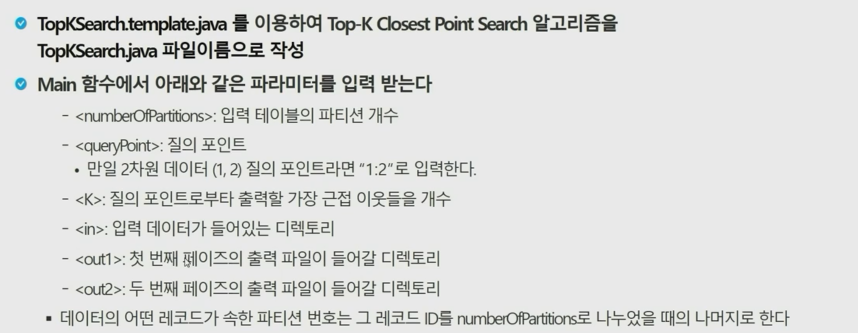 TopKSearch.template.java 를 이용하여 Top-K Closest Point Search 알고리즘을
TopKSearch.java 파일이름으로 작성
Main 함수에서 아래와 같은 파라미터를 입력 받는다
- <numberOfPartitions>: 입력 테이블의 파티션 개수
- <queryPoint>: 질의 포인트
• 만일 2차원 데이터 (1, 2) 질의 포인트라면 “1:2”로 입력한다.
- <K>: 질의 포인트로부타 출력할 가장 근접 이웃들을 개수
- <in>: 입력 데이터가 들어있는 디렉토리
- <out1>: 첫 번째 페이즈의 출력 파일이 들어갈 디렉토리
- <out2>: 두 번째 페이즈의 출력 파일이 들어갈 디렉토리
▪ 데이터의 어떤 레코드가 속한 파티션 번호는 그 레코드 ID를 numberOfPartitions로 나누었을 때의 나머지로 한다